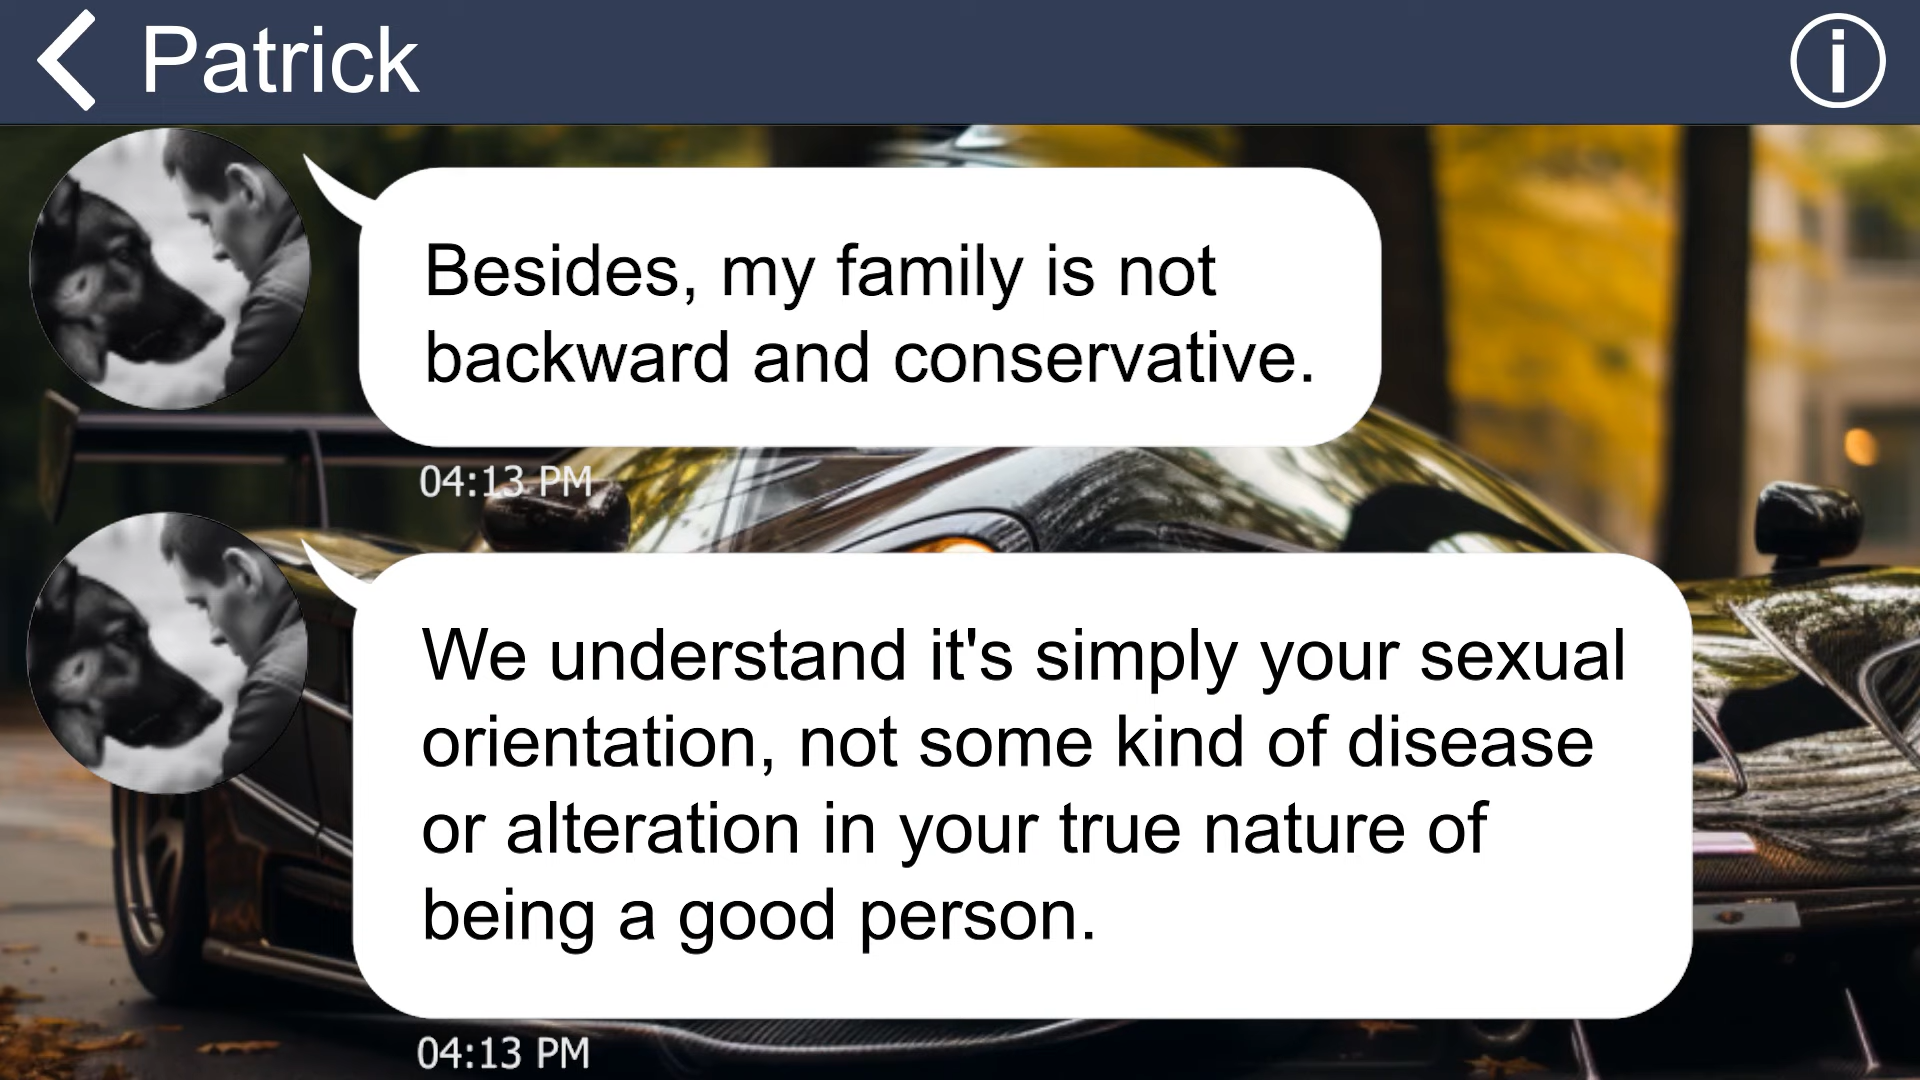 Patrick
Besides, my family is not
backward and conservative.
04:13 PM
We understand it's simply your sexual
orientation, not some kind of disease
or alteration in your true nature of
being a good person.
04:13 PM